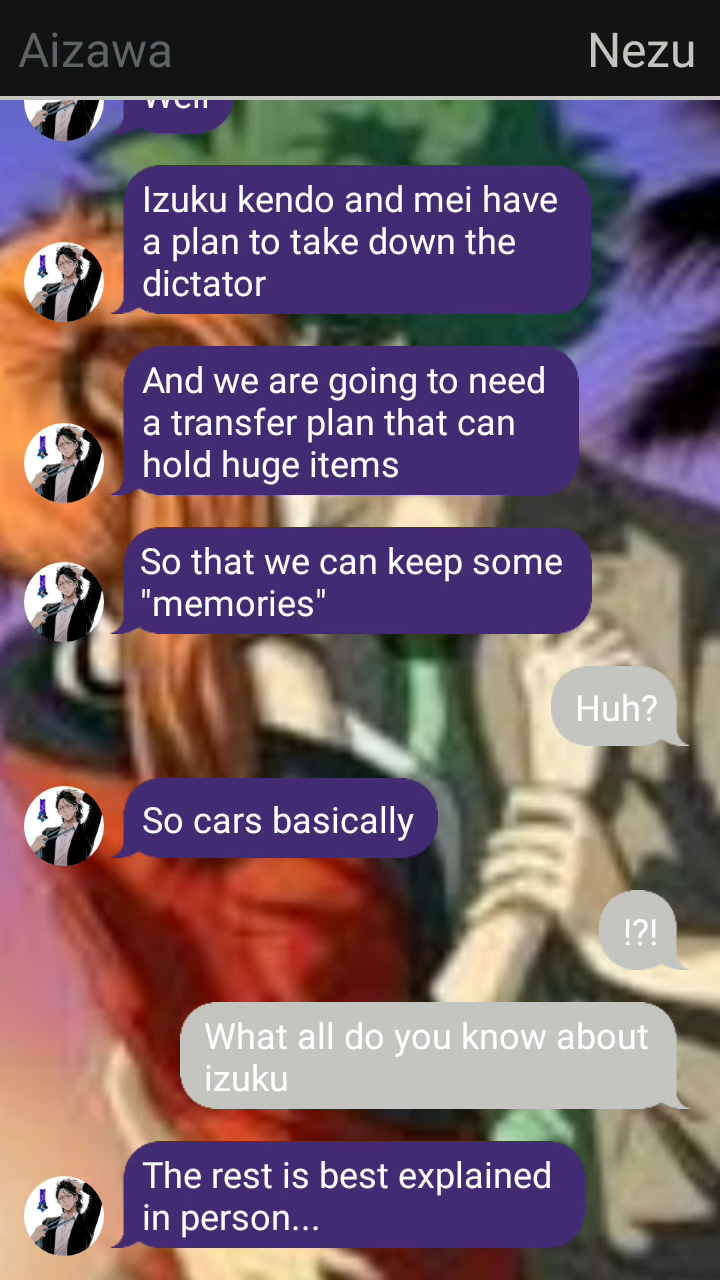 Aizawa
Nezu
Well
Izuku kendo and mei have
a plan to take down the
dictator
And we are going to need
a transfer plan that can
hold huge items
So that we can keep some
"memories"
Huh?
So cars basically
!?!
What all do you know about
izuku
The rest is best explained
in person...